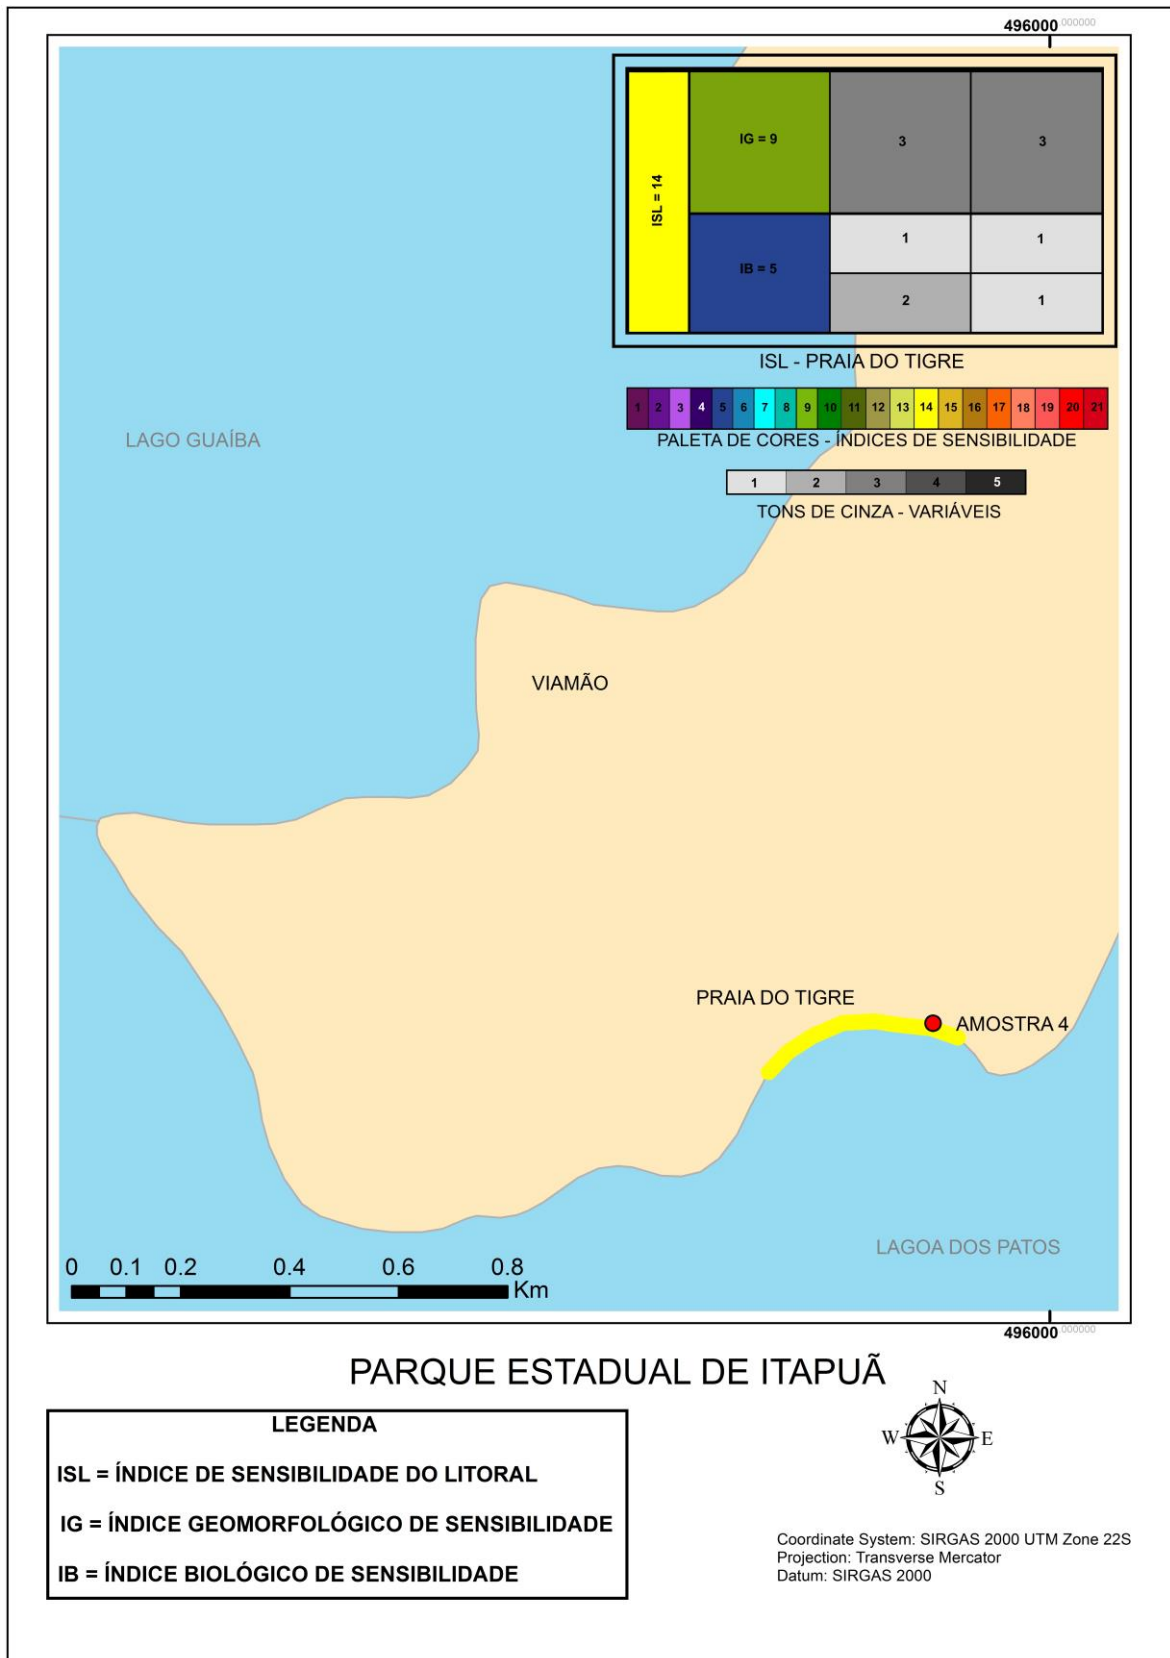 496000 000000
ISL = 14
IG = 9
3
3
IB = 5
1
1
2
1
ISL - PRAIA DO TIGRE
1 2 3 4 5 6 7 8 9 10 11 12 13 14 15 16 17 18 19 20 21
PALETA DE CORES - ÍNDICES DE SENSIBILIDADE
1 2 3 4 5
TONS DE CINZA - VARIÁVEIS
LAGO GUAÍBA
VIAMÃO
PRAIA DO TIGRE
AMOSTRA 4
LAGOA DOS PATOS
0 0.1 0.2 0.4 0.6 0.8
Km
496000 000000
PARQUE ESTADUAL DE ITAPUÃ
LEGENDA
ISL = ÍNDICE DE SENSIBILIDADE DO LITORAL
IG = ÍNDICE GEOMORFOLÓGICO DE SENSIBILIDADE
IB = ÍNDICE BIOLÓGICO DE SENSIBILIDADE
N
W E
S
Coordinate System: SIRGAS 2000 UTM Zone 22S
Projection: Transverse Mercator
Datum: SIRGAS 2000